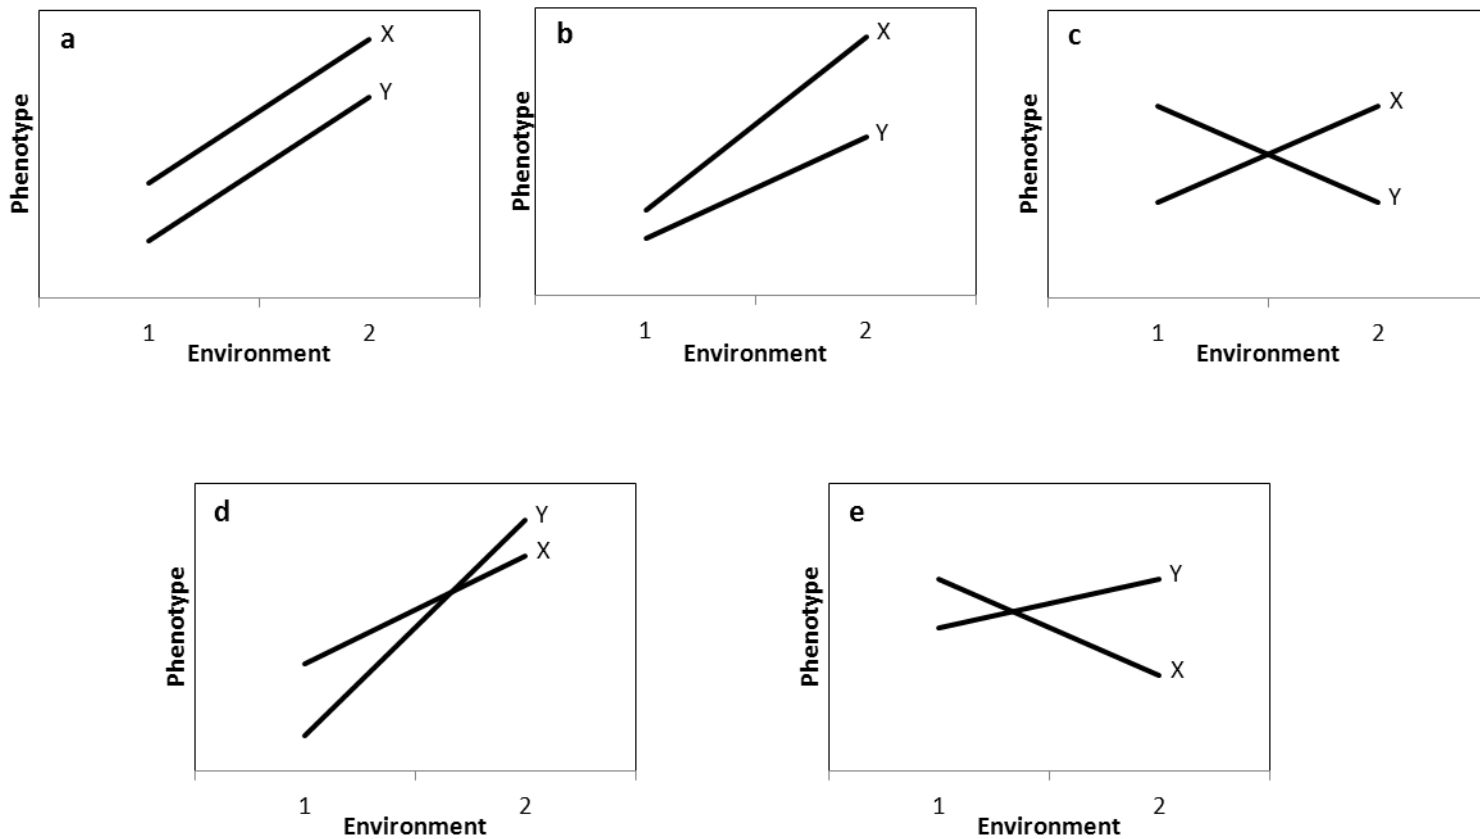 a
X
Y
Phenotype
1 2
Environment
b
X
Y
Phenotype
1 2
Environment
c
X
Y
Phenotype
1 2
Environment
d
Y
X
Phenotype
1 2
Environment
e
Y
X
Phenotype
1 2
Environment